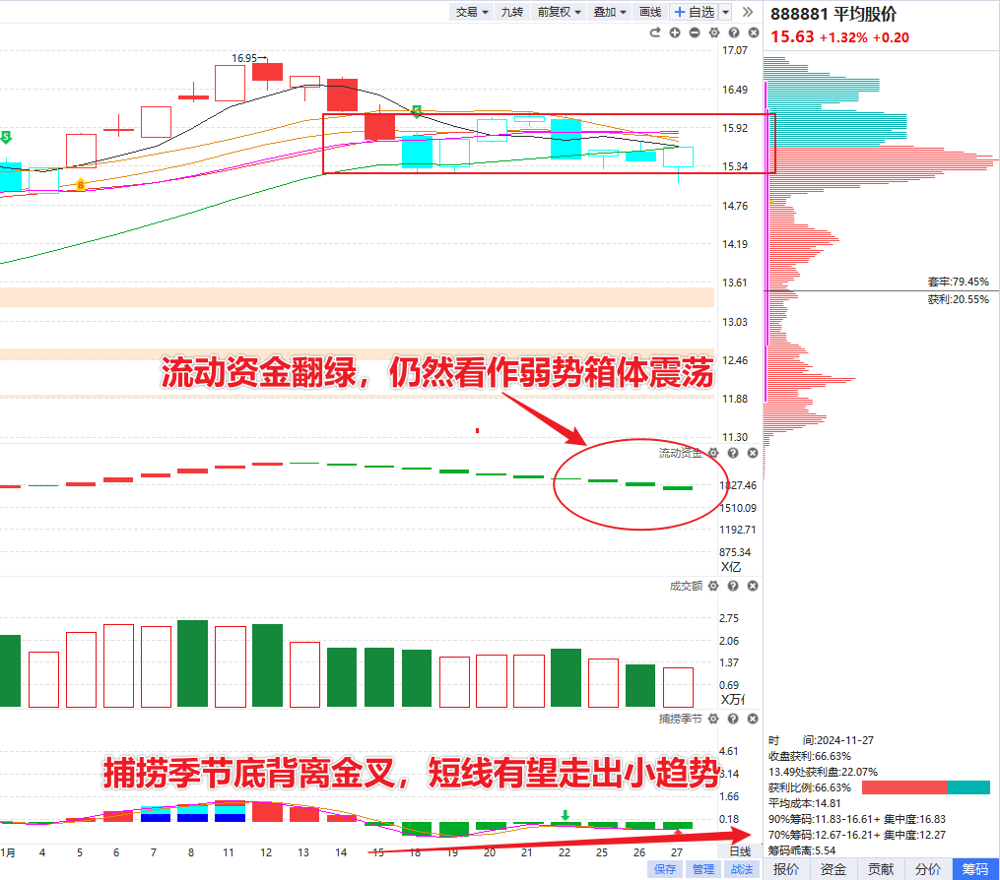 交易 九转 前复权 叠加 画线 + 自选 »
888881 平均股价
15.63 +1.32% +0.20
17.07
16.95→
16.49
15.92
15.34
14.76
14.19
13.61
13.03
12.46
11.88
11.30
5
6
5
套牢:79.45%
获利:20.55%
流动资金翻绿，仍然看作弱势箱体震荡
流动资金
1827.46
1510.09
1192.71
875.34
X亿
成交额
2.75
2.06
1.37
0.69
X万亿
捕捞季节
4.61
3.14
1.66
0.18
捕捞季节底背离金叉，短线有望走出小趋势
时 间:2024-11-27
收盘获利:66.63%
13.49处获利盘:22.07%
获利比例:66.63%
平均成本:14.81
90%筹码:11.83-16.61+ 集中度:16.83
70%筹码:12.67-16.21+ 集中度:12.27
筹码乖离:5.54
1月 4 5 6 7 8 11 12 13 14 15 18 19 20 21 22 25 26 27 日线
保存 管理 战法
报价 资金 贡献 分价 筹码